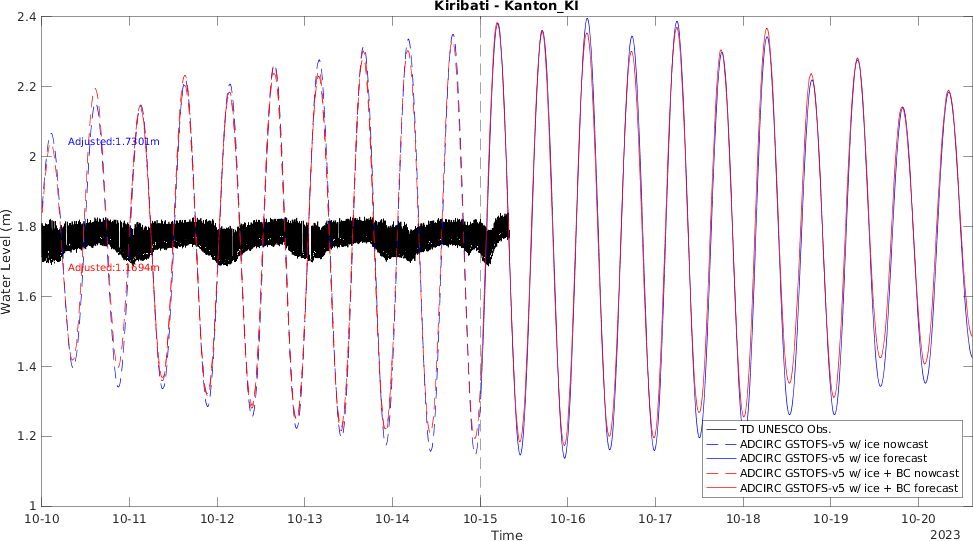 Kiribati - Kanton_KI
2.4
2.2
2
1.8
1.6
1.4
1.2
1
Water Level (m)
Adjusted:1.7301m
Adjusted:1.1694m
TD UNESCO Obs.
ADCIRC GSTOFS-v5 w/ ice nowcast
ADCIRC GSTOFS-v5 w/ ice forecast
ADCIRC GSTOFS-v5 w/ ice + BC nowcast
ADCIRC GSTOFS-v5 w/ ice + BC forecast
10-10 10-11 10-12 10-13 10-14 10-15 10-16 10-17 10-18 10-19 10-20
2023
Time